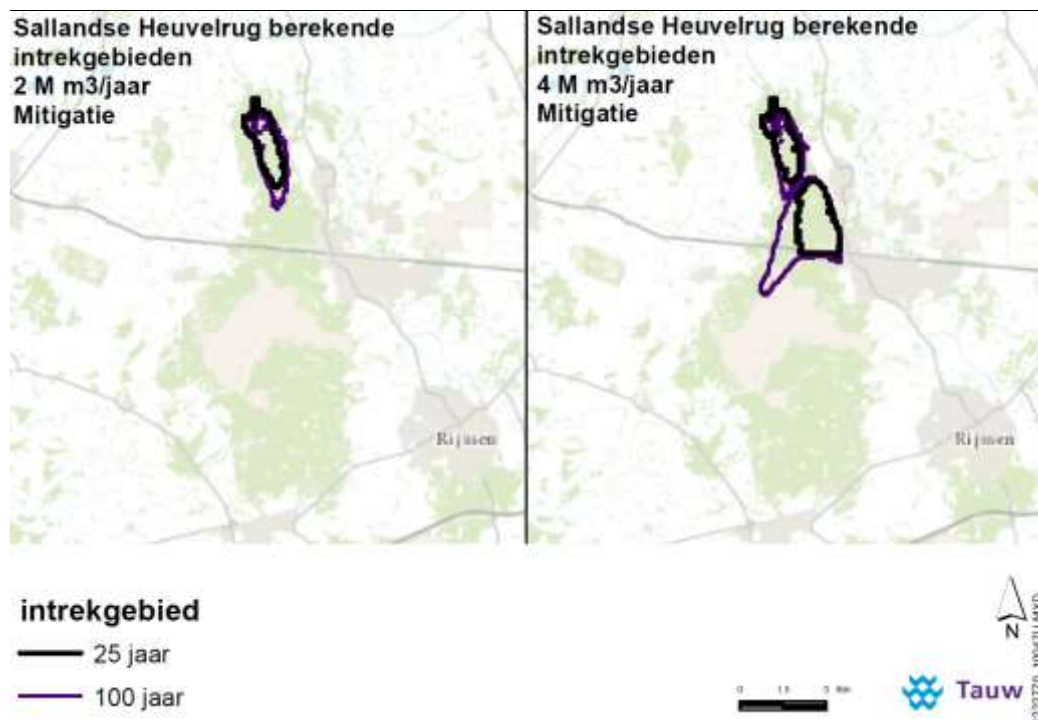 Sallandse Heuvelrug berekende
intrekgebieden
2 M m3/jaar
Mitigatie
Rijssen
Sallandse Heuvelrug berekende
intrekgebieden
4 M m3/jaar
Mitigatie
Rijssen
intrekgebied
25 jaar
100 jaar
N
Tauw